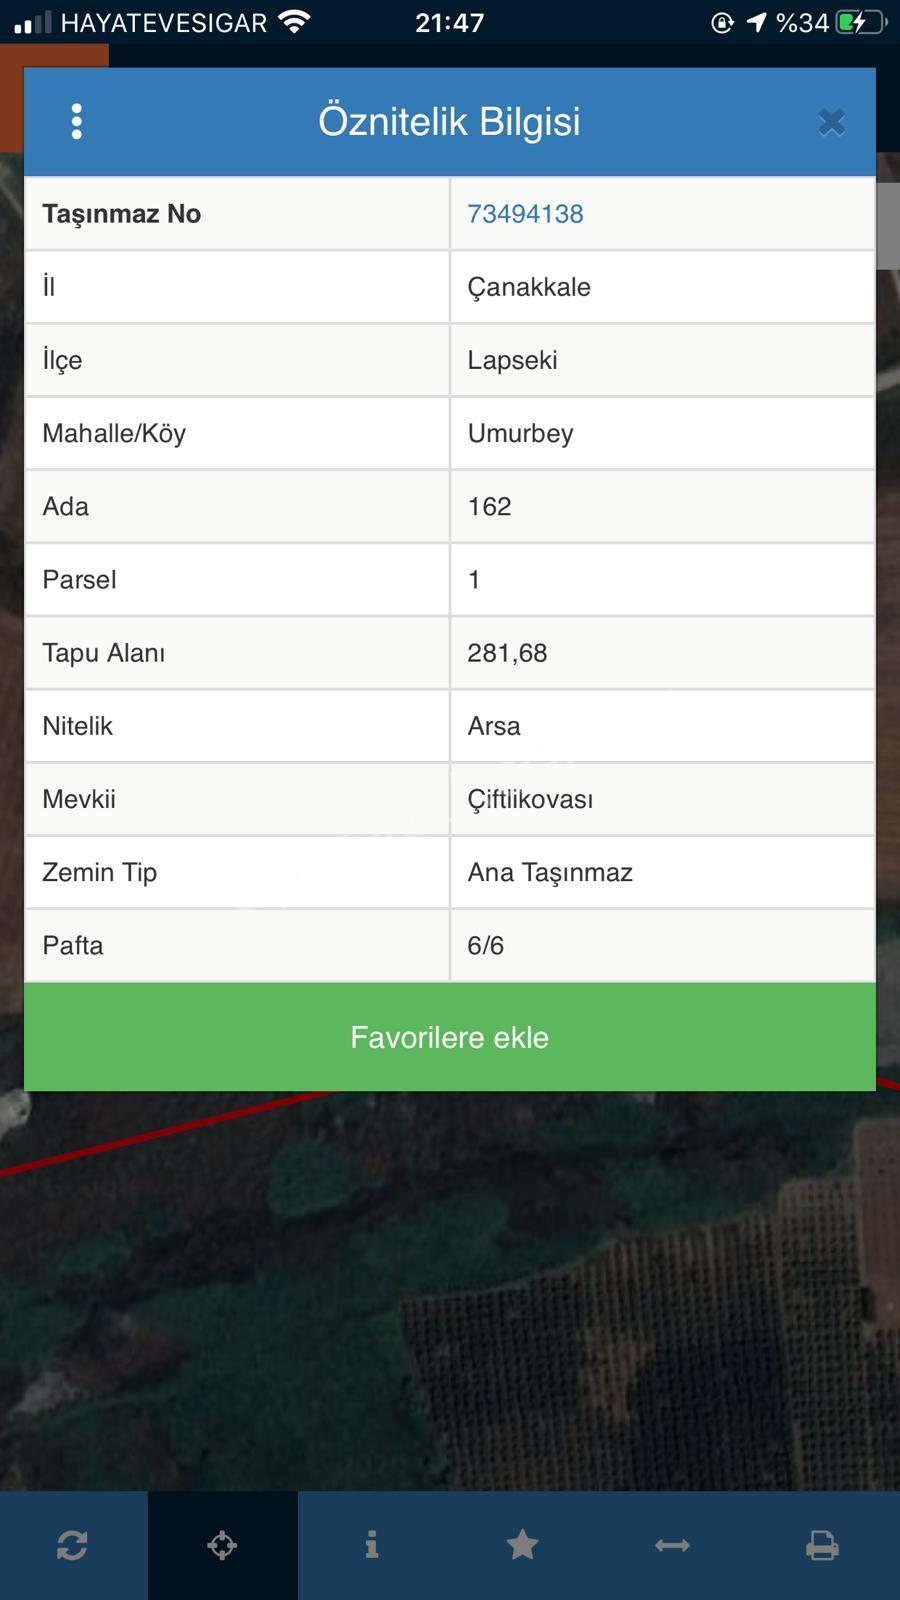 HAYATEVESIGAR 21:47 %34
Öznitelik Bilgisi
Taşınmaz No 73494138
İl Çanakkale
İlçe Lapseki
Mahalle/Köy Umurbey
Ada 162
Parsel 1
Tapu Alanı 281,68
Nitelik Arsa
Mevkii Çiftlikovası
Zemin Tip Ana Taşınmaz
Pafta 6/6
Favorilere ekle